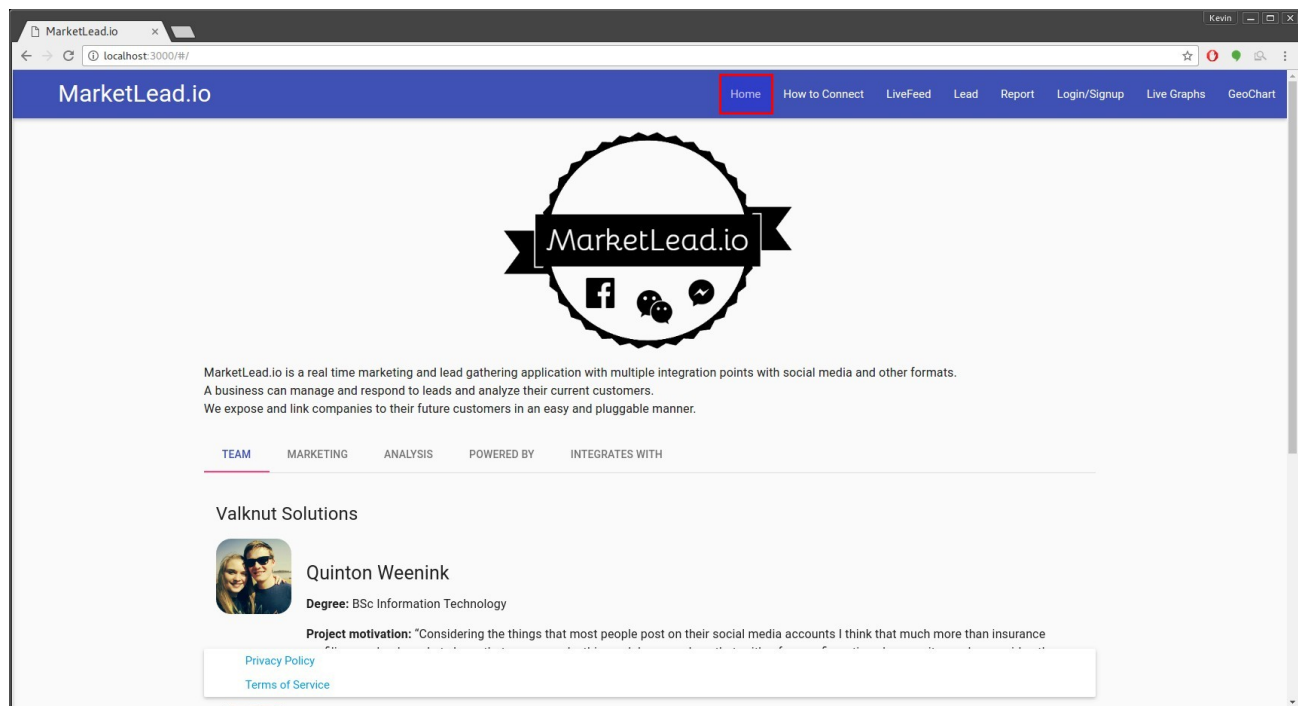 Kevin
MarketLead.io
localhost:3000/#/
MarketLead.io
Home How to Connect LiveFeed Lead Report Login/Signup Live Graphs GeoChart
MarketLead.io
MarketLead.io is a real time marketing and lead gathering application with multiple integration points with social media and other formats.
A business can manage and respond to leads and analyze their current customers.
We expose and link companies to their future customers in an easy and pluggable manner.
TEAM MARKETING ANALYSIS POWERED BY INTEGRATES WITH
Valknut Solutions
Quinton Weenink
Degree: BSc Information Technology
Project motivation: "Considering the things that most people post on their social media accounts I think that much more than insurance
Privacy Policy
Terms of Service